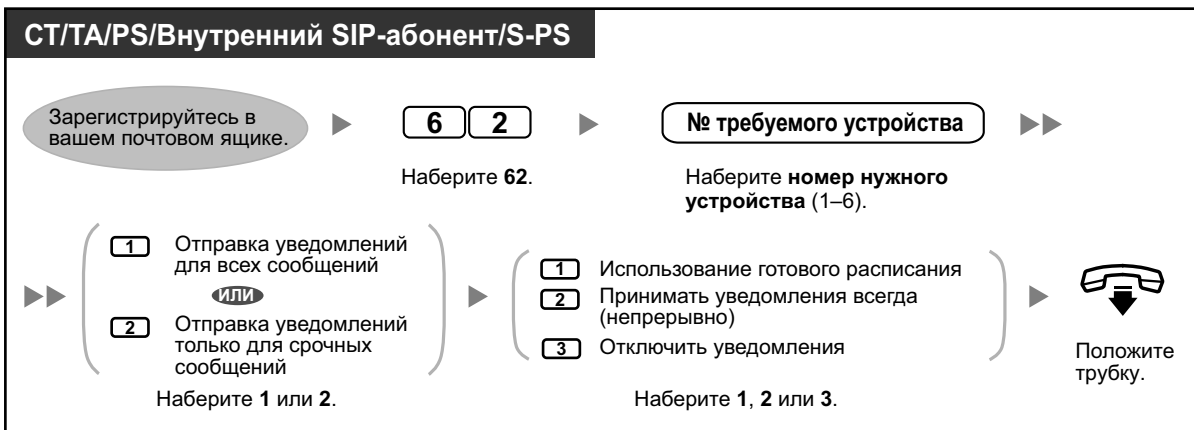 СТ/ТА/PS/Внутренний SIP-абонент/S-PS
Зарегистрируйтесь в
вашем почтовом ящике.
6 2
№ требуемого устройства
Наберите 62.
Наберите номер нужного
устройства (1–6).
1 Отправка уведомлений
для всех сообщений
ИЛИ
2 Отправка уведомлений
только для срочных
сообщений
Наберите 1 или 2.
1 Использование готового расписания
2 Принимать уведомления всегда
(непрерывно)
3 Отключить уведомления
Наберите 1, 2 или 3.
Положите
трубку.